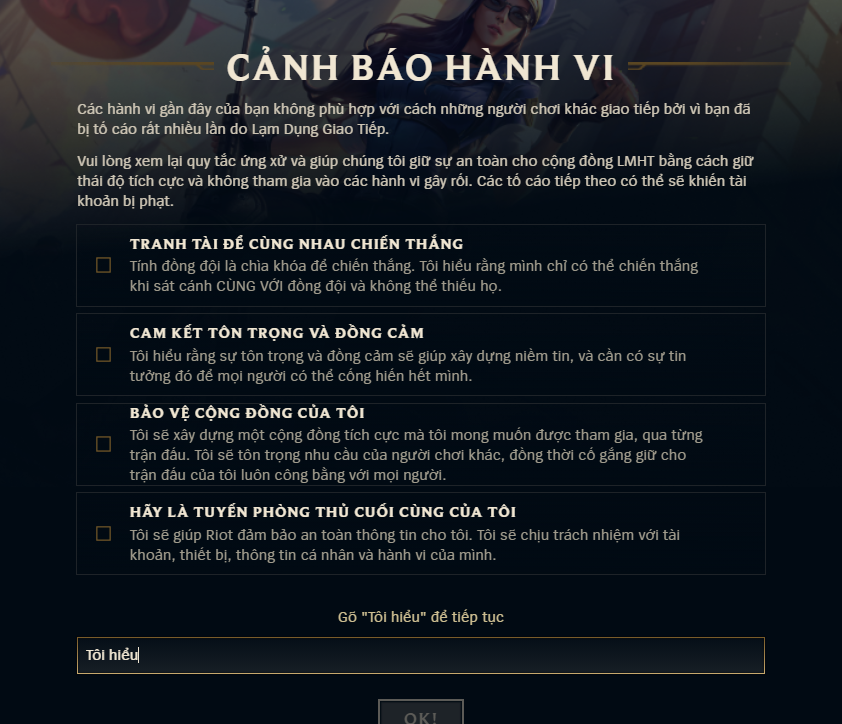 CẢNH BÁO HÀNH VI
Các hành vi gần đây của bạn không phù hợp với cách những người chơi khác giao tiếp bởi vì bạn đã
bị tố cáo rất nhiều lần do Lạm Dụng Giao Tiếp.
Vui lòng xem lại quy tắc ứng xử và giúp chúng tôi giữ sự an toàn cho cộng đồng LMHT bằng cách giữ
thái độ tích cực và không tham gia vào các hành vi gây rối. Các tố cáo tiếp theo có thể sẽ khiến tài
khoản bị phạt.
TRANH TÀI ĐỂ CÙNG NHAU CHIẾN THẮNG
Tính đồng đội là chìa khóa để chiến thắng. Tôi hiểu rằng mình chỉ có thể chiến thắng
khi sát cánh CÙNG VỚI đồng đội và không thể thiếu họ.
CAM KẾT TÔN TRỌNG VÀ ĐỒNG CẢM
Tôi hiểu rằng sự tôn trọng và đồng cảm sẽ giúp xây dựng niềm tin, và cần có sự tin
tưởng đó để mọi người có thể cống hiến hết mình.
BẢO VỆ CỘNG ĐỒNG CỦA TÔI
Tôi sẽ xây dựng một cộng đồng tích cực mà tôi mong muốn được tham gia, qua từng
trận đấu. Tôi sẽ tôn trọng nhu cầu của người chơi khác, đồng thời cố gắng giữ cho
trận đấu của tôi luôn công bằng với mọi người.
HÃY LÀ TUYẾN PHÒNG THỦ CUỐI CÙNG CỦA TÔI
Tôi sẽ giúp Riot đảm bảo an toàn thông tin cho tôi. Tôi sẽ chịu trách nhiệm với tài
khoản, thiết bị, thông tin cá nhân và hành vi của mình.
Gõ "Tôi hiểu" để tiếp tục
Tôi hiểu
OK!